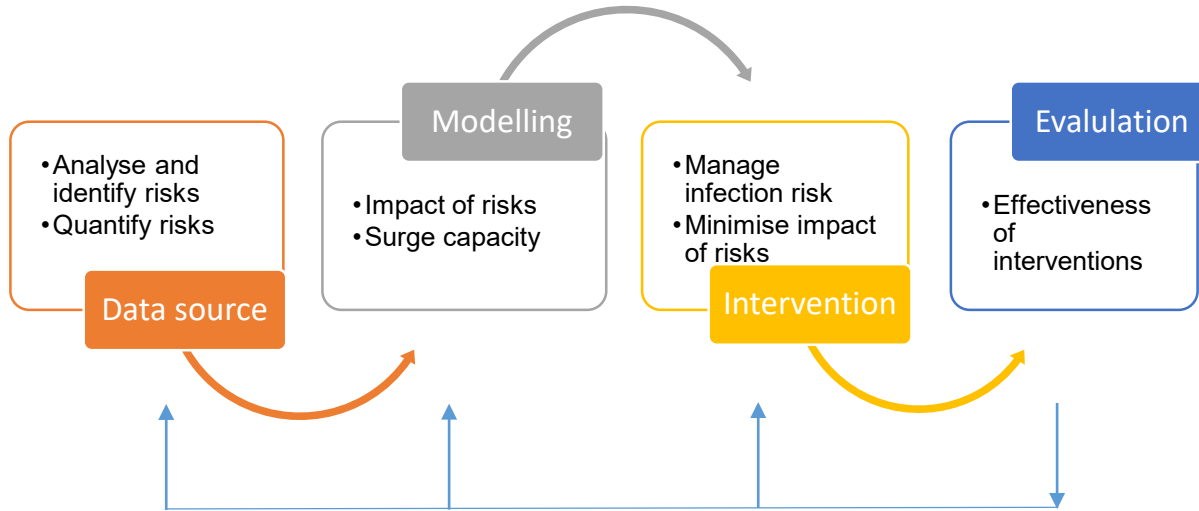 •Analyse and
identify risks
•Quantify risks
Data source
Modelling
•Impact of risks
•Surge capacity
•Manage
infection risk
•Minimise impact
of risks
Intervention
Evalulation
•Effectiveness
of
interventions